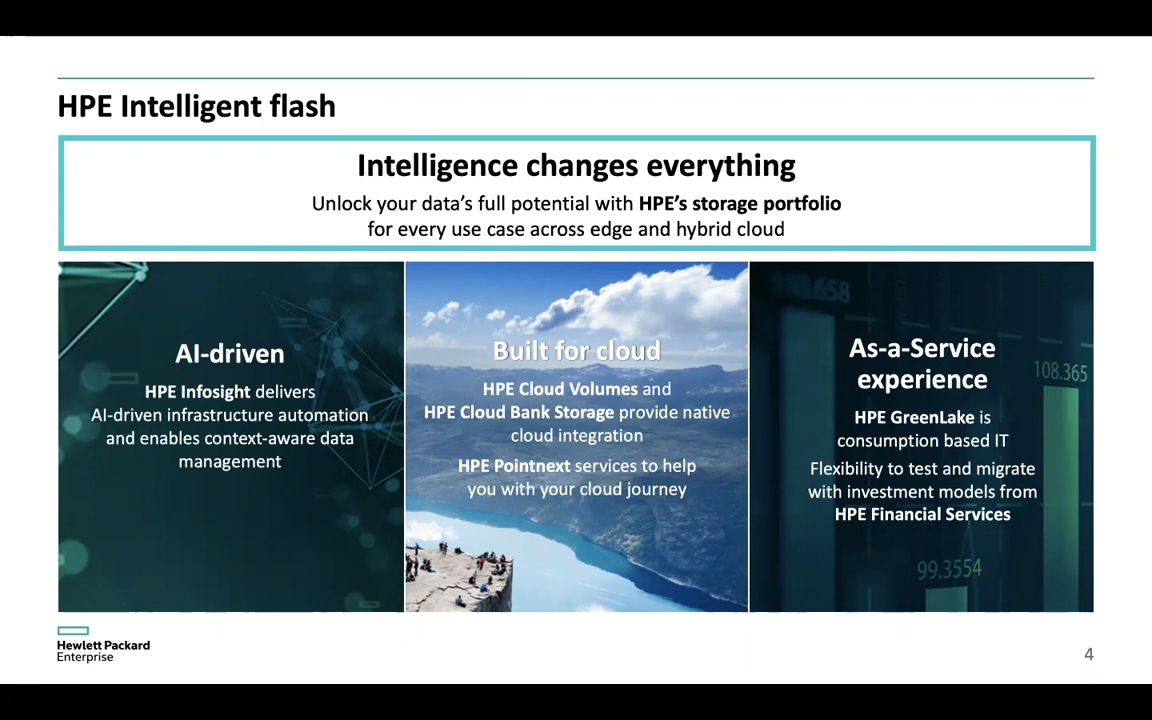 HPE Intelligent flash
Intelligence changes everything
Unlock your data’s full potential with HPE’s storage portfolio
for every use case across edge and hybrid cloud
AI-driven
HPE Infosight delivers
AI-driven infrastructure automation
and enables context-aware data
management
Built for cloud
HPE Cloud Volumes and
HPE Cloud Bank Storage provide native
cloud integration
HPE Pointnext services to help
you with your cloud journey
As-a-Service
experience
HPE GreenLake is
consumption based IT
Flexibility to test and migrate
with investment models from
HPE Financial Services
108.365
99.3554
Hewlett Packard
Enterprise
4